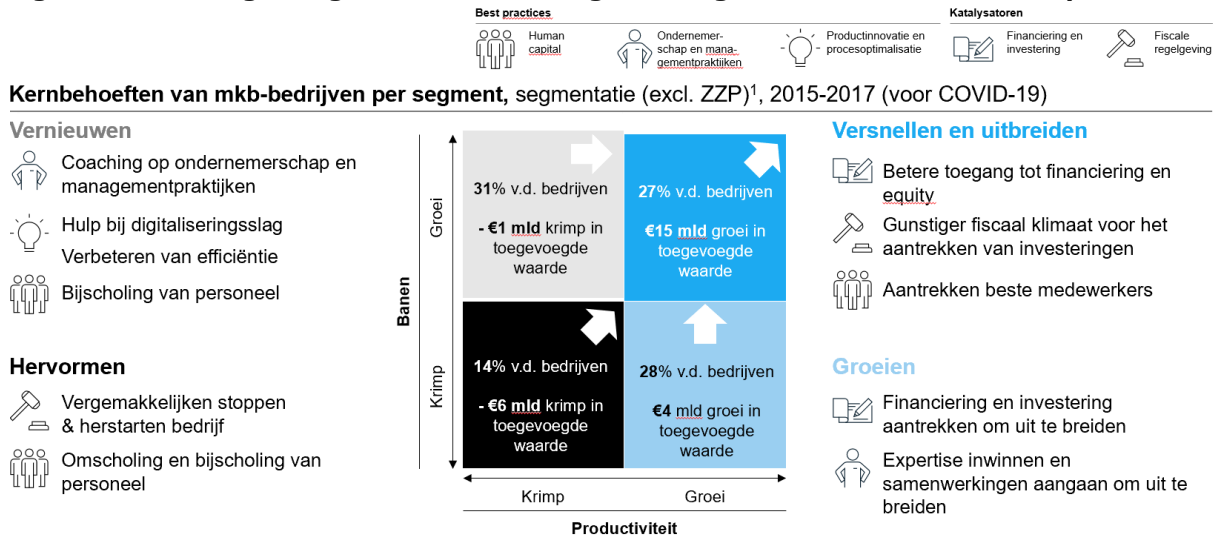 Best practices
Katalysatoren
Human
capital
Ondernemer-
schap en mana-
gementpraktijken
Productinnovatie en
procesoptimalisatie
Financiering en
investering
Fiscale
regelgeving
Kernbehoeften van mkb-bedrijven per segment, segmentatie (excl. ZZP)1, 2015-2017 (voor COVID-19)
Vernieuwen
Coaching op ondernemerschap en
managementpraktijken
Hulp bij digitaliseringsslag
Verbeteren van efficiëntie
Bijscholing van personeel
Hervormen
Vergemakkelijken stoppen
& herstarten bedrijf
Omscholing en bijscholing van
personeel
Banen
Groei
Krimp
31% v.d. bedrijven
- €1 mld krimp in
toegevoegde
waarde
27% v.d. bedrijven
€15 mld groei in
toegevoegde
waarde
14% v.d. bedrijven
- €6 mld krimp in
toegevoegde
waarde
28% v.d. bedrijven
€4 mld groei in
toegevoegde
waarde
Krimp
Groei
Productiviteit
Versnellen en uitbreiden
Betere toegang tot financiering en
equity
Gunstiger fiscaal klimaat voor het
aantrekken van investeringen
Aantrekken beste medewerkers
Groeien
Financiering en investering
aantrekken om uit te breiden
Expertise inwinnen en
samenwerkingen aangaan om uit te
breiden